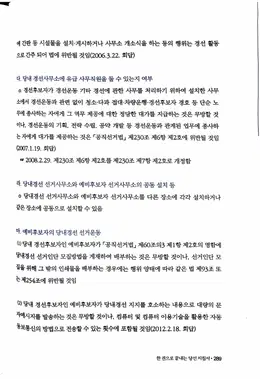 에 간판 등 시설물을 설치·게시하거나 사무소 개소식을 하는 등의 행위는 경선 활동
으로 간주되어 법에 위반될 것임(2006.3.22. 회답)
다. 당내 경선사무소에 유급 사무직원을 둘 수 있는지 여부
○ 경선후보자가 경선운동 기타 경선에 관한 사무를 처리하기 위하여 설치한 사무
소에서 경선운동과 관련 없이 청소·다과 접대·차량운행·경선후보자 경호 등 단순 노
무에 종사하는 자에게 그 역무 제공에 대한 정당한 대가를 지급하는 것은 무방할 것
이나, 경선운동의 기획, 전략 수립, 공약 개발 등 경선운동과 관계된 업무에 종사하
는 자에게 대가를 제공하는 것은 「공직선거법」 제230조 제6항 제2호에 위반될 것임
(2007.1.19. 회답)
☞ 2008.2.29. 제230조 제6항 제2호를 제230조 제7항 제2호로 개정함
라. 당내경선 선거사무소와 예비후보자 선거사무소의 공동 설치 등
○ 당내경선 선거사무소와 예비후보자 선거사무소를 다른 장소에 각각 설치하거나
같은 장소에 공동으로 설치할 수 있음
마. 예비후보자의 당내경선 선거운동
(1) 당내 경선후보자인 예비후보자가 「공직선거법」 제60조의3 제1항 제2호의 명함에
당내경선 선거인단 모집방법을 게재하여 배부하는 것은 무방할 것이나, 선거인단 모
집을 위해 그 밖의 인쇄물을 배부하는 경우에는 행위 양태에 따라 같은 법 제93조 또
는 제254조에 위반될 것임
(2) 당내 경선후보자인 예비후보자가 당내경선 지지를 호소하는 내용으로 대량의 문
자메시지를 발송하는 것은 무방할 것이나, 컴퓨터 및 컴퓨터 이용기술을 활용한 자동
동보통신의 방법으로 전송할 수 있는 횟수에 포함될 것임(2012.2.18. 회답)
한 권으로 끝내는 당선 지침서 · 289